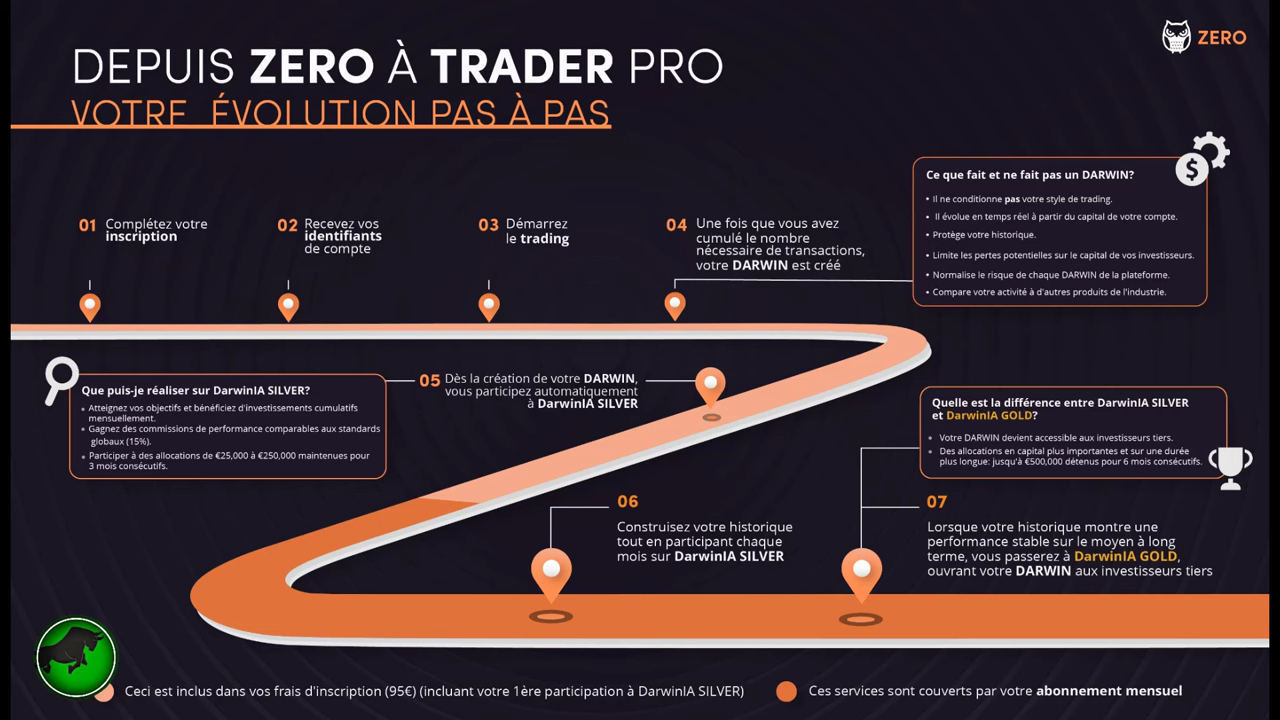 DEPUIS ZERO À TRADER PRO
VOTRE ÉVOLUTION PAS À PAS
ZERO
01 Complétez votre
inscription
02 Recevez vos
identifiants
de compte
03 Démarrez
le trading
04 Une fois que vous avez
cumulé le nombre
nécessaire de transactions,
votre DARWIN est créé
Ce que fait et ne fait pas un DARWIN?
• Il ne conditionne pas votre style de trading.
• Il évolue en temps réel à partir du capital de votre compte.
• Protège votre historique.
• Limite les pertes potentielles sur le capital de vos investisseurs.
• Normalise le risque de chaque DARWIN de la plateforme.
• Compare votre activité à d'autres produits de l'industrie.
$
Que puis-je réaliser sur DarwinIA SILVER?
• Atteignez vos objectifs et bénéficiez d'investissements cumulatifs
mensuellement.
• Gagnez des commissions de performance comparables aux standards
globaux (15%).
• Participer à des allocations de €25,000 à €250,000 maintenues pour
3 mois consécutifs.
05 Dès la création de votre DARWIN,
vous participez automatiquement
à DarwinIA SILVER
Quelle est la différence entre DarwinIA SILVER
et DarwinIA GOLD?
• Votre DARWIN devient accessible aux investisseurs tiers.
• Des allocations en capital plus importantes et sur une durée
plus longue: jusqu'à €500,000 détenus pour 6 mois consécutifs.
06
Construisez votre historique
tout en participant chaque
mois sur DarwinIA SILVER
07
Lorsque votre historique montre une
performance stable sur le moyen à long
terme, vous passerez à DarwinIA GOLD,
ouvrant votre DARWIN aux investisseurs tiers
Ceci est inclus dans vos frais d'inscription (95€) (incluant votre 1ère participation à DarwinIA SILVER)
Ces services sont couverts par votre abonnement mensuel